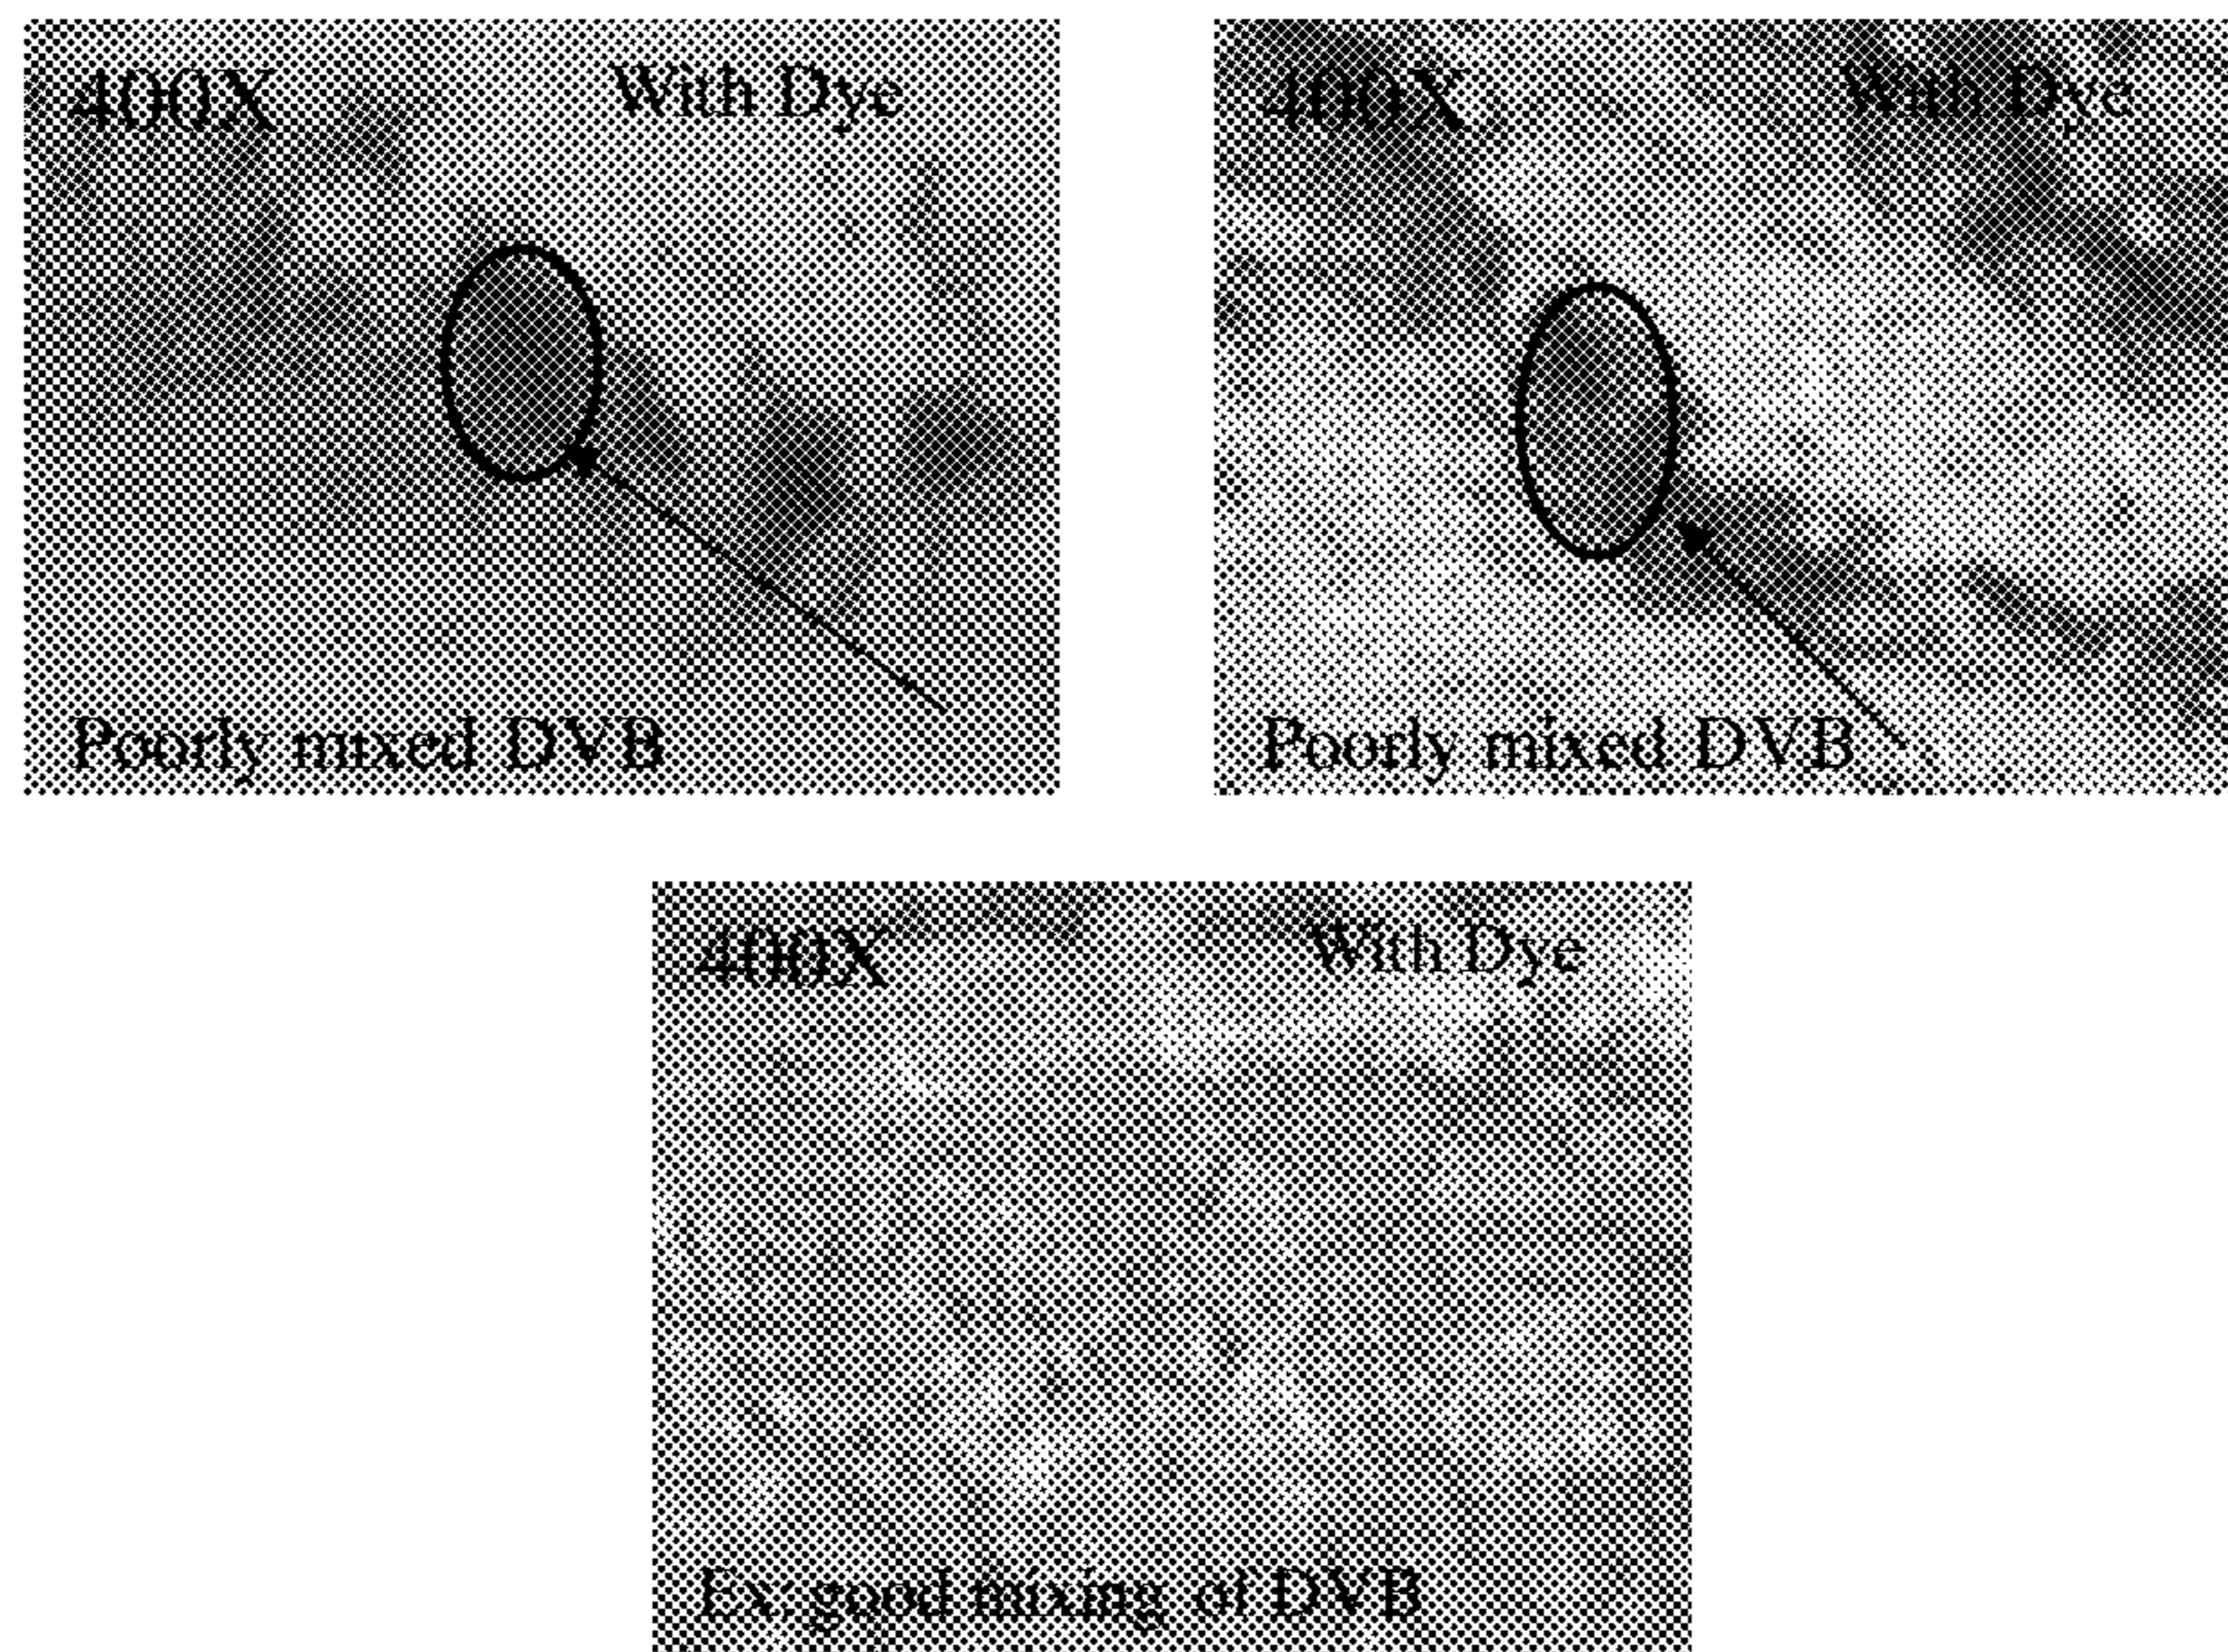 400X
With Dye
Poorly mixed DVB
400X
With Dye
Poorly mixed DVB
400X
With Dye
Ex: good mixing of DVB